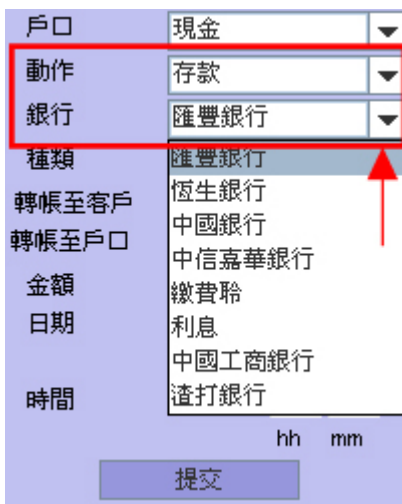 戶口 現金
動作 存款
銀行 匯豐銀行
種類 匯豐銀行
恆生銀行
轉帳至客戶
中國銀行
轉帳至戶口
中信嘉華銀行
金額 繳費聆
日期 利息
中國工商銀行
時間 渣打銀行
hh mm
提交